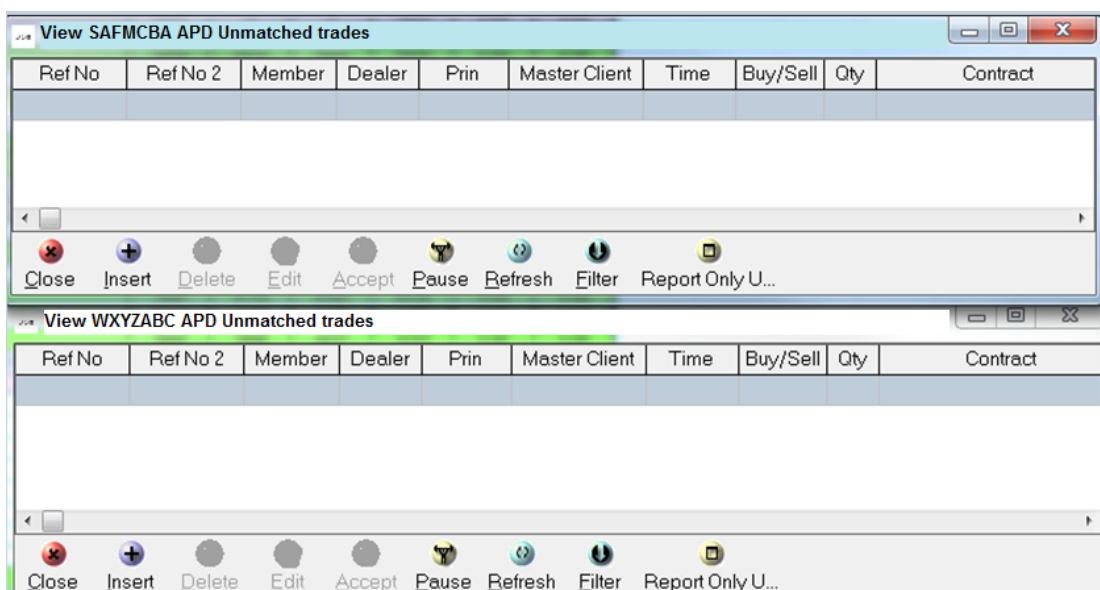 View SAFMCBA APD Unmatched trades
Ref No Ref No 2 Member Dealer Prin Master Client Time Buy/Sell Qty Contract
Close Insert Delete Edit Accept Pause Refresh Filter Report Only U...
View WXYZABC APD Unmatched trades
Ref No Ref No 2 Member Dealer Prin Master Client Time Buy/Sell Qty Contract
Close Insert Delete Edit Accept Pause Refresh Filter Report Only U...